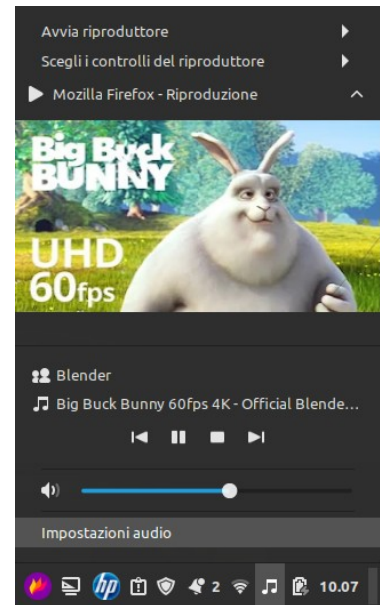 Avvia riproduttore
Scegli i controlli del riproduttore
Mozilla Firefox - Riproduzione
Big Buck
BUNNY
UHD
60fps
Blender
Big Buck Bunny 60fps 4K - Official Blende...
Impostazioni audio
hp 2 10.07